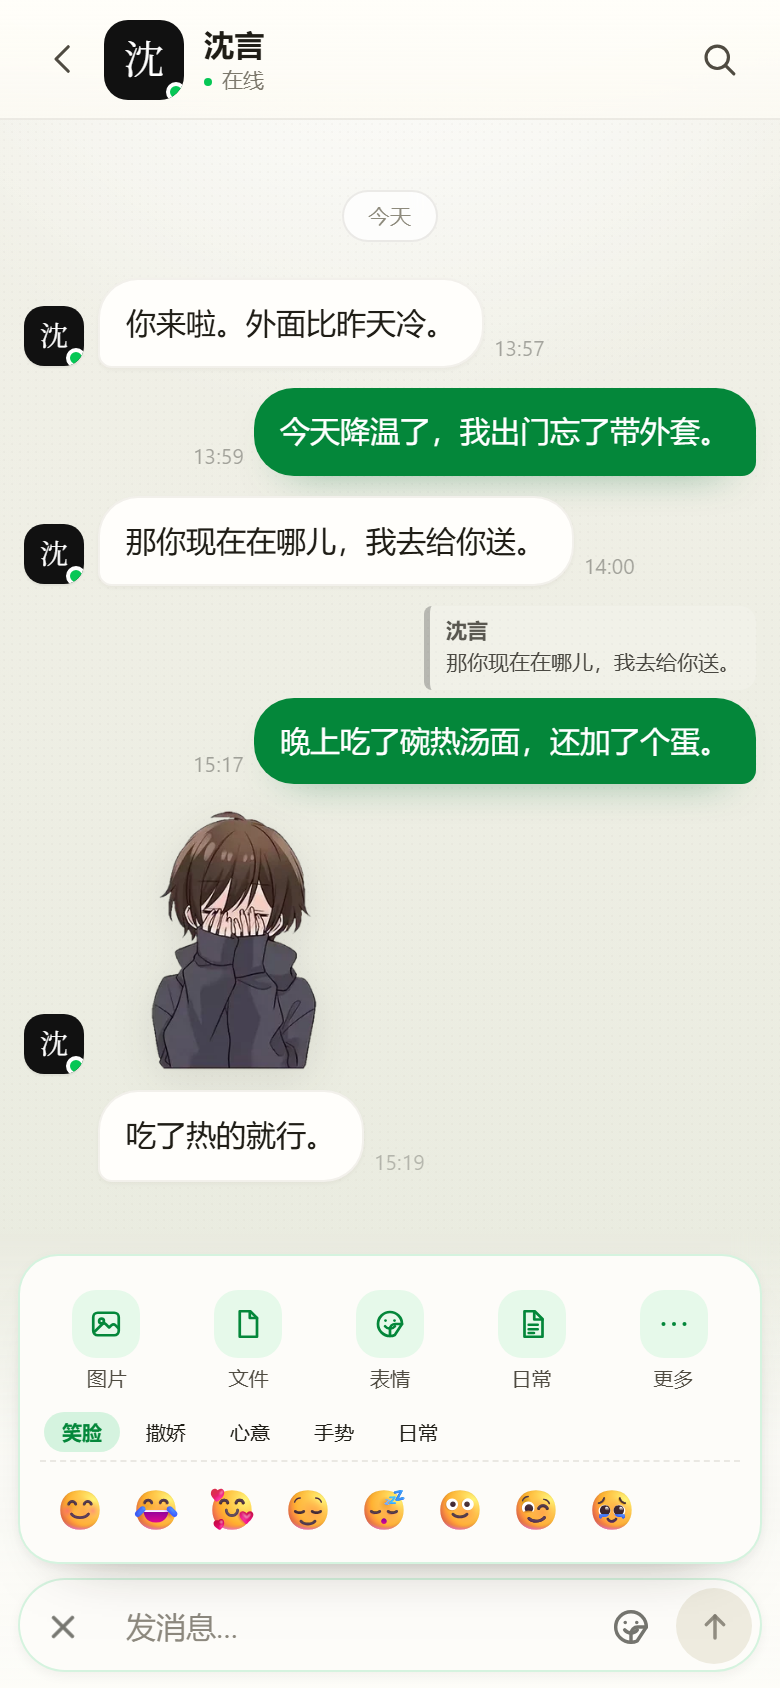 沈
沈言
在线
今天
沈
你来啦。外面比昨天冷。
13:57
今天降温了，我出门忘了带外套。
13:59
沈
那你现在在哪儿，我去给你送。
14:00
沈言
那你现在在哪儿，我去给你送。
晚上吃了碗热汤面，还加了个蛋。
15:17
沈
吃了热的就行。
15:19
图片
文件
表情
日常
更多
笑脸
撒娇
心意
手势
日常
发消息...